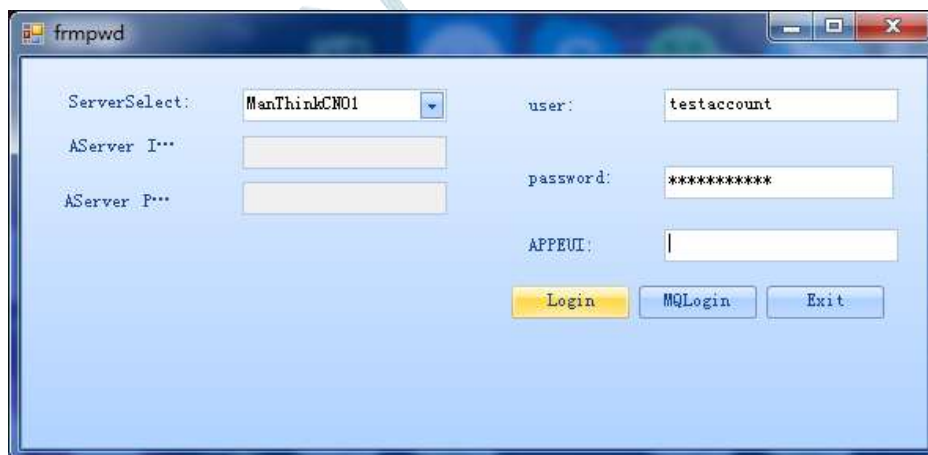 frmpwd
ServerSelect: ManThinkCN01
AServer I···
AServer P···
user: testaccount
password: ***********
APPEUI:
Login MQLogin Exit